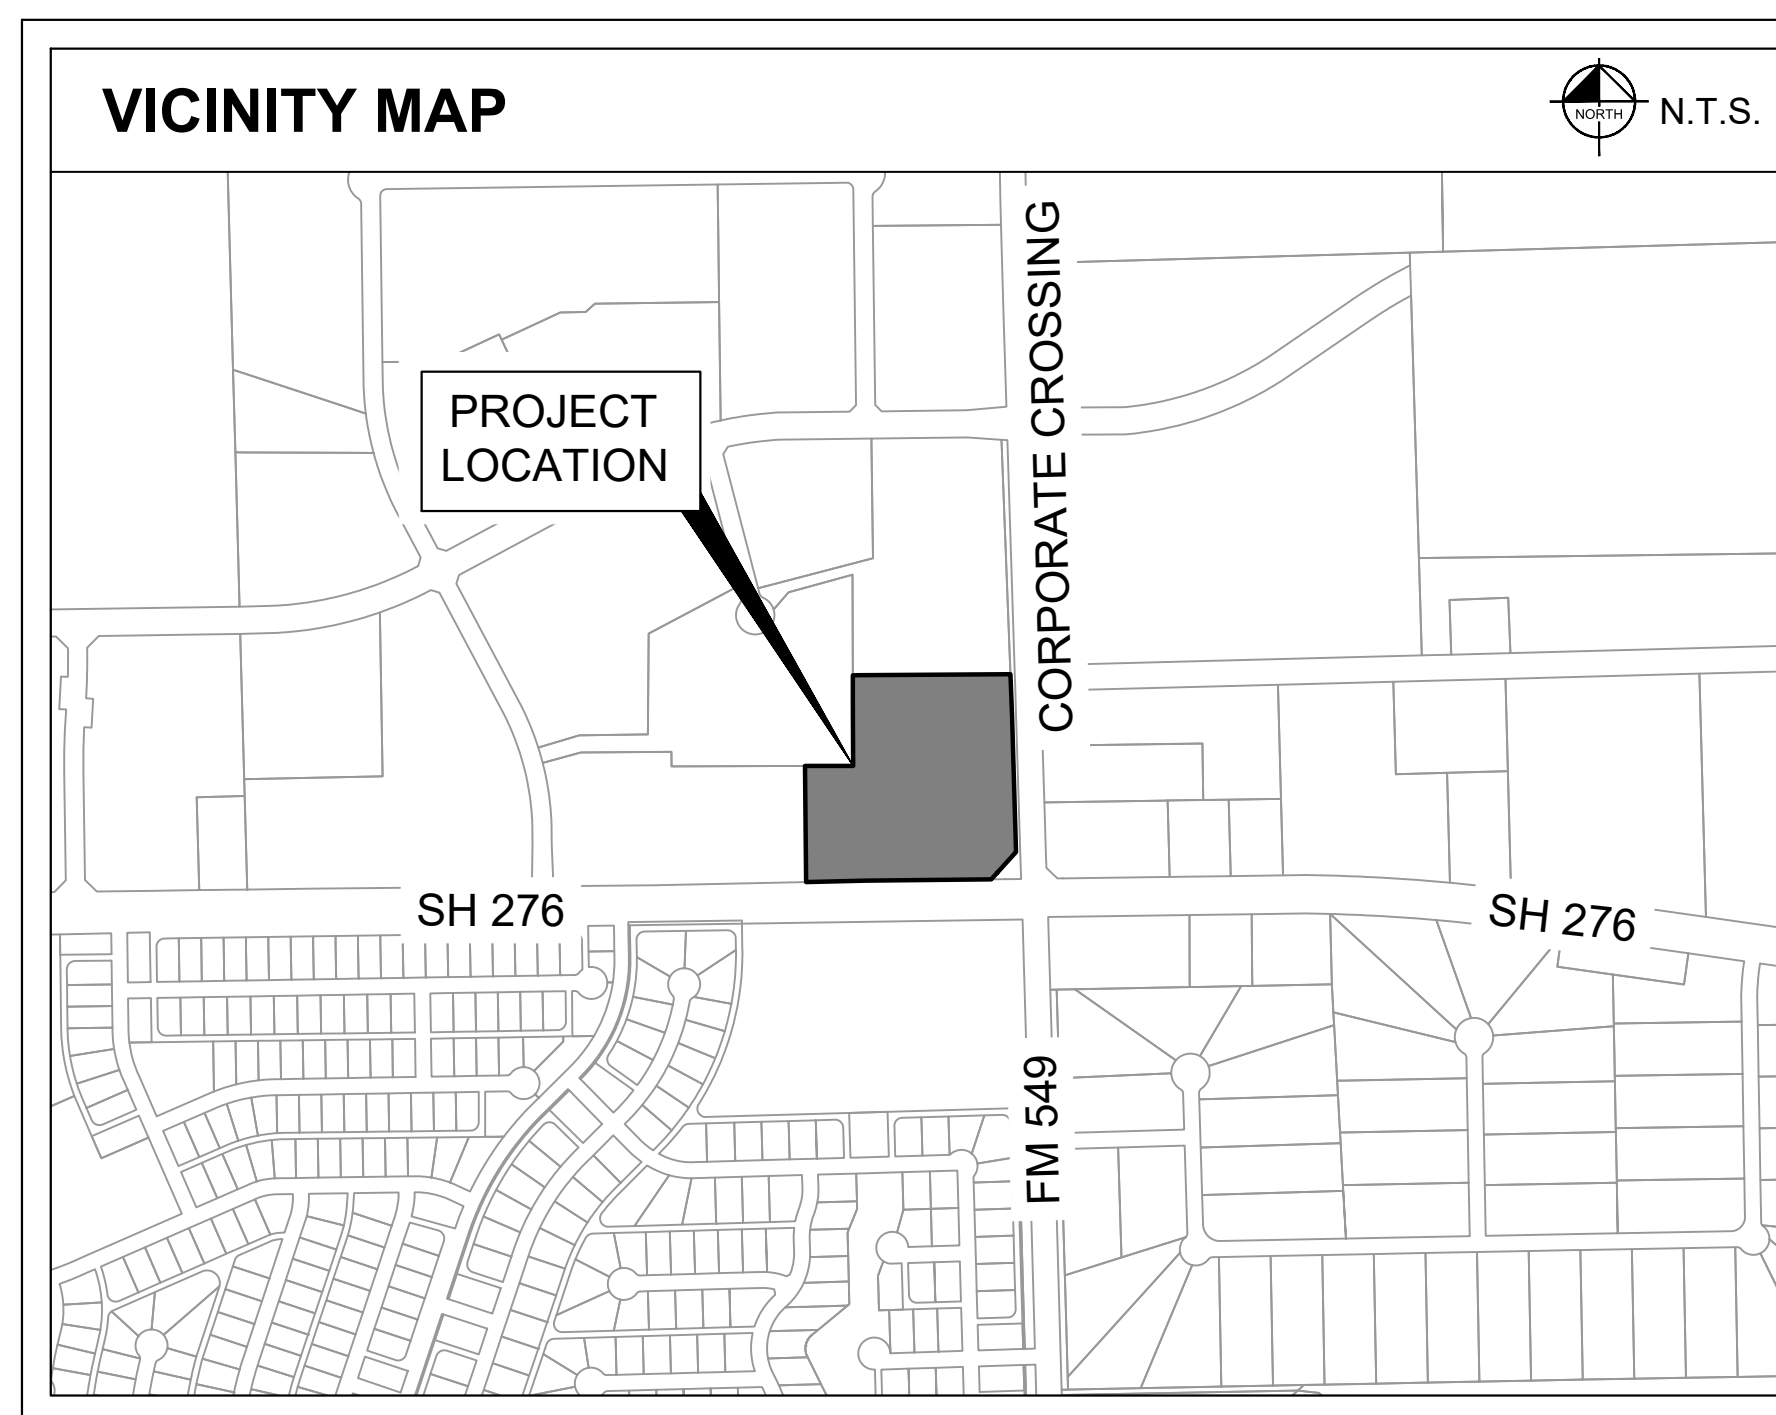 VICINITY MAP
NORTH
N.T.S.
CORPORATE CROSSING
PROJECT
LOCATION
SH 276
SH 276
FM 549